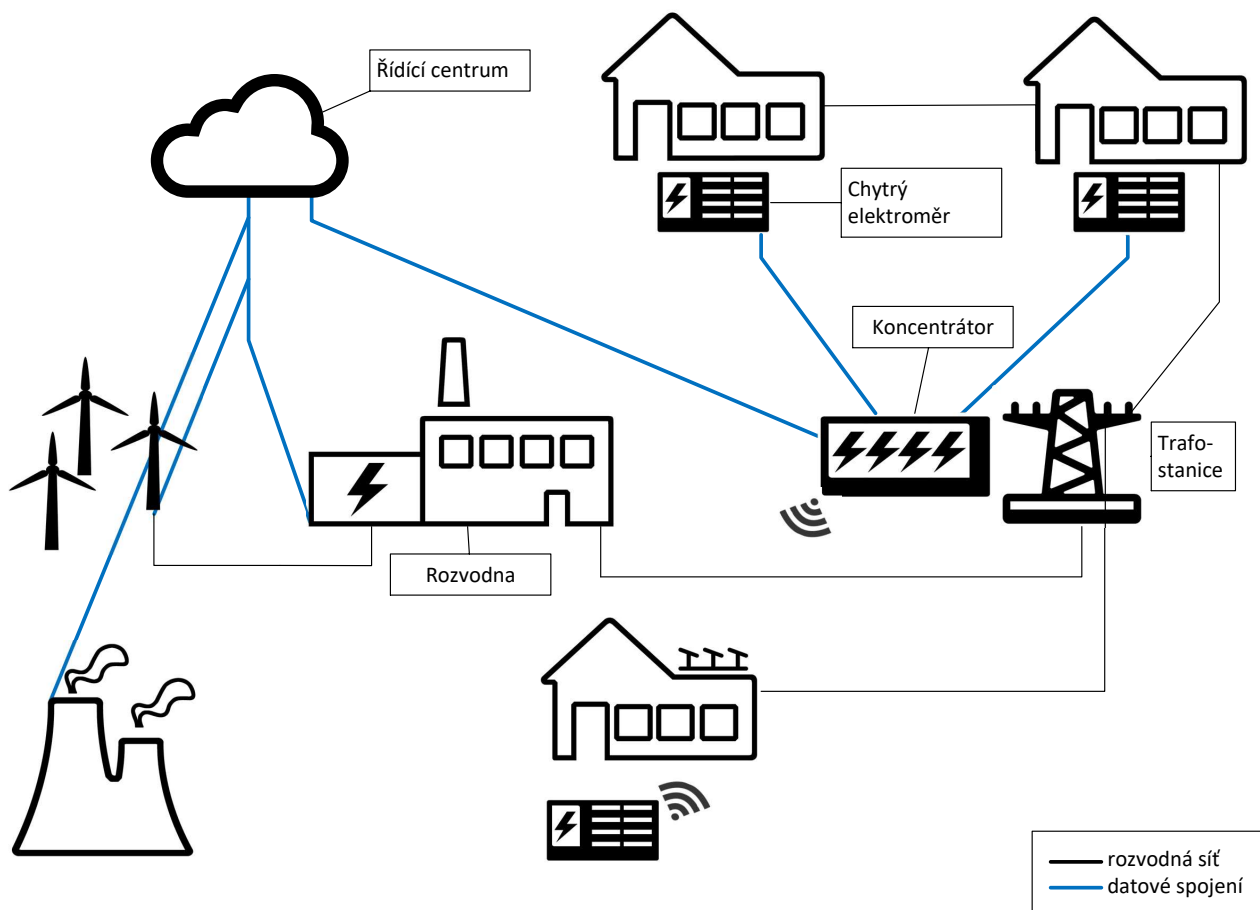 Řídící centrum
Chytrý
elektroměr
Koncentrátor
Trafo-
stanice
Rozvodna
rozvodná síť
datové spojení